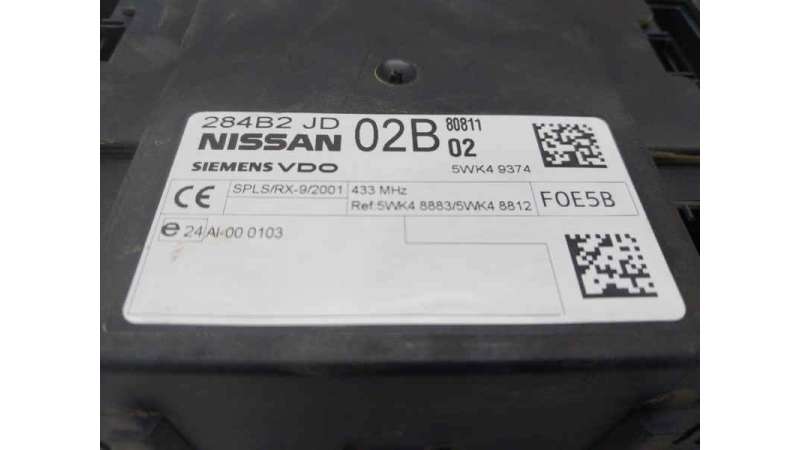 284B2 JD 02B 80811
NISSAN 02
SIEMENS VDO 5WK4 9374
CE SPLS/RX-9/2001 433 MHz FOE5B
Ref:5WK4 8883/5WK4 8812
e 24 AI-00 0103